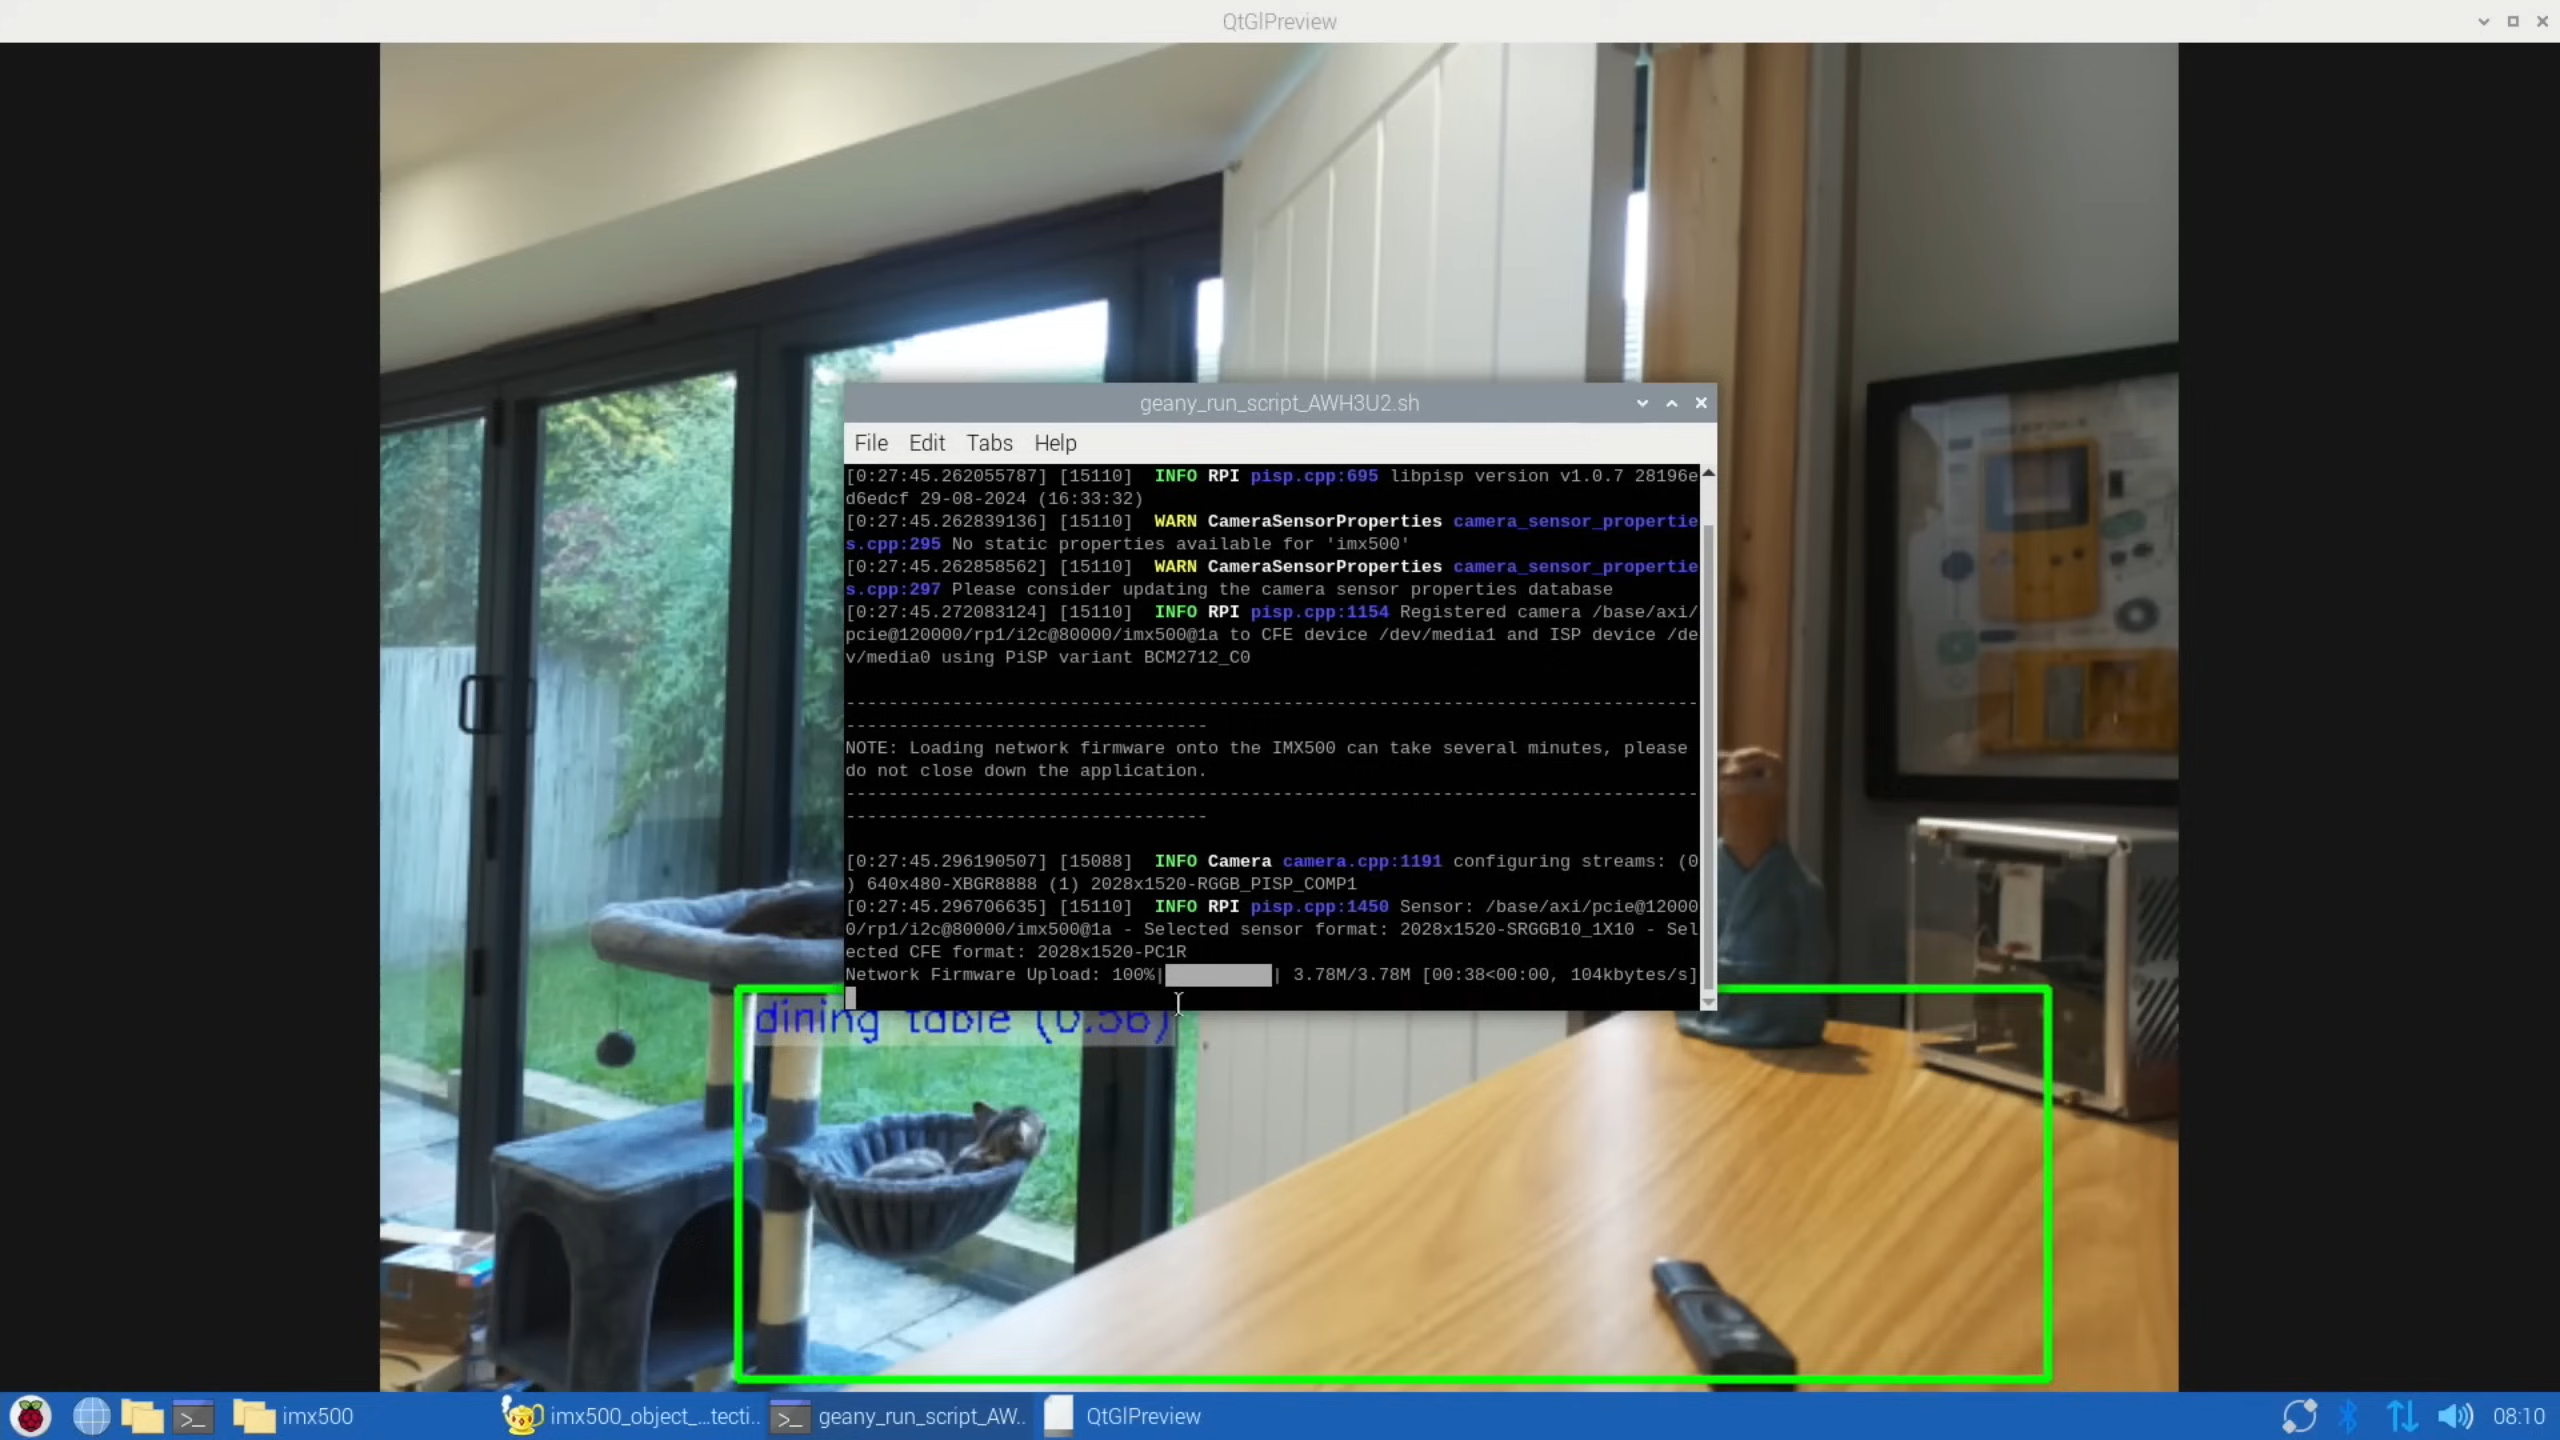 QtGlPreview
geany_run_script_AWH3U2.sh
File Edit Tabs Help
[0:27:45.262055787] [15110]  INFO RPI pisp.cpp:695 libpisp version v1.0.7 28196e
d6edcf 29-08-2024 (16:33:32)
[0:27:45.262839136] [15110]  WARN CameraSensorProperties camera_sensor_propertie
s.cpp:295 No static properties available for 'imx500'
[0:27:45.262858562] [15110]  WARN CameraSensorProperties camera_sensor_propertie
s.cpp:297 Please consider updating the camera sensor properties database
[0:27:45.272083124] [15110]  INFO RPI pisp.cpp:1154 Registered camera /base/axi/
pcie@120000/rp1/i2c@80000/imx500@1a to CFE device /dev/media1 and ISP device /de
v/media0 using PiSP variant BCM2712_C0
--------------------------------------------------------------------------------
----------------------------------
NOTE: Loading network firmware onto the IMX500 can take several minutes, please
do not close down the application.
--------------------------------------------------------------------------------
----------------------------------
[0:27:45.296190507] [15088]  INFO Camera camera.cpp:1191 configuring streams: (0
) 640x480-XBGR8888 (1) 2028x1520-RGGB_PISP_COMP1
[0:27:45.296706635] [15110]  INFO RPI pisp.cpp:1450 Sensor: /base/axi/pcie@12000
0/rp1/i2c@80000/imx500@1a - Selected sensor format: 2028x1520-SRGGB10_1X10 - Sel
ected CFE format: 2028x1520-PC1R
Network Firmware Upload: 100%| | 3.78M/3.78M [00:38<00:00, 104kbytes/s]
dining table (0.56)
imx500
imx500_object_...tecti..
geany_run_script_AW..
QtGlPreview
08:10